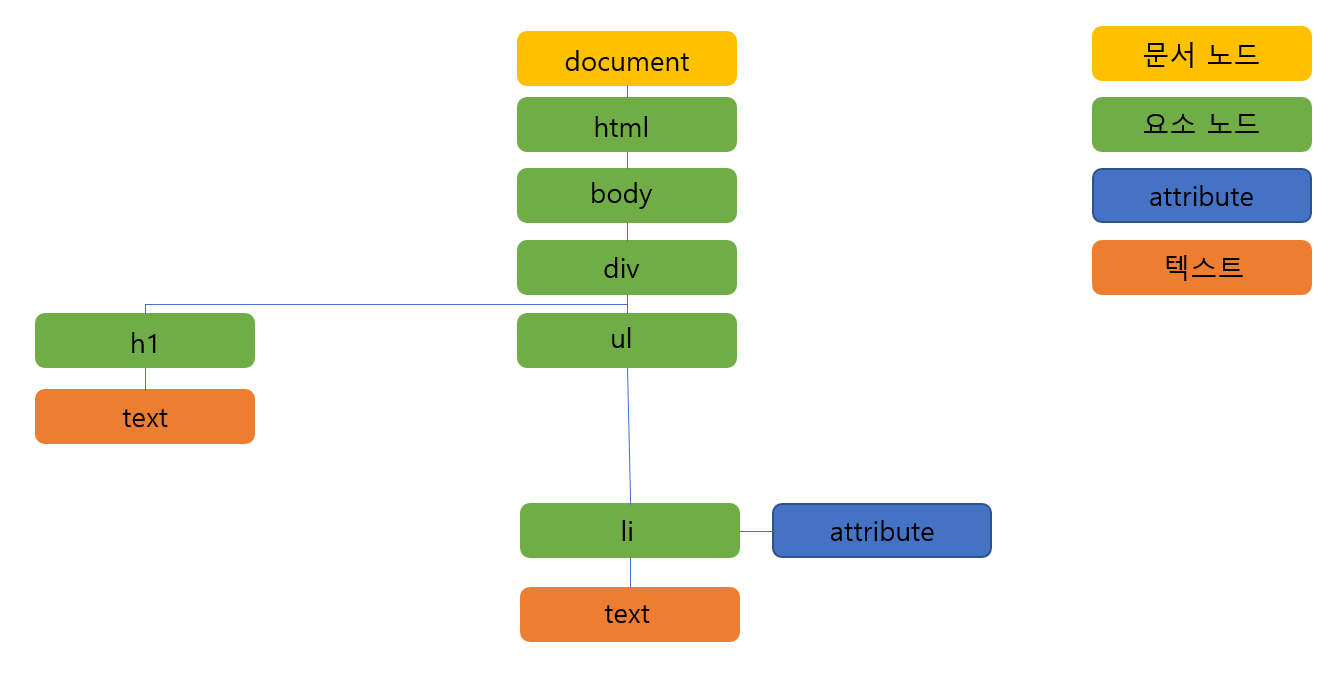 document
문서 노드
html
요소 노드
body
attribute
div
텍스트
h1
ul
text
li
attribute
text